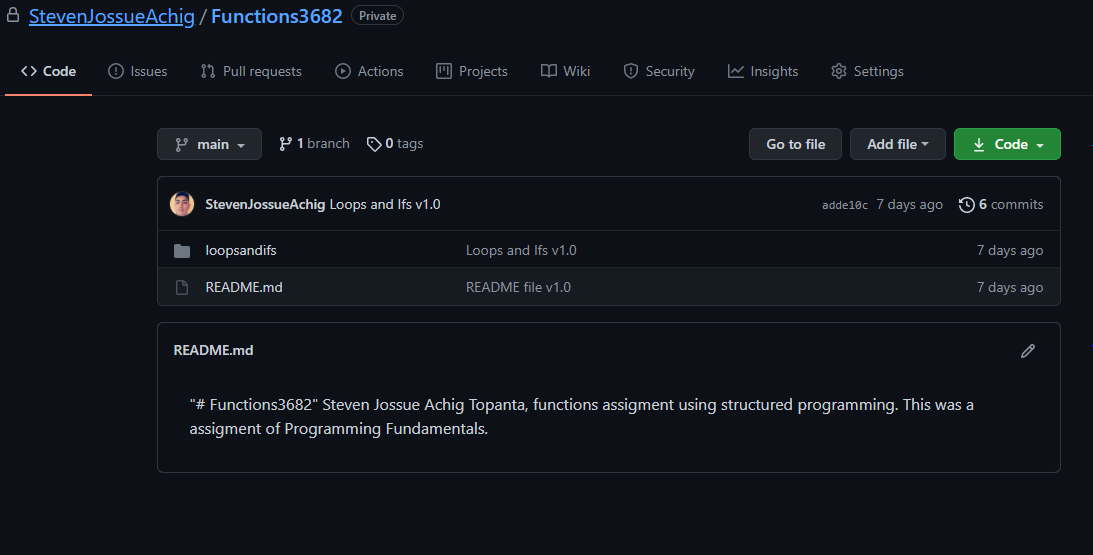 StevenJossueAchig / Functions3682 Private
Code Issues Pull requests Actions Projects Wiki Security Insights Settings
main 1 branch 0 tags Go to file Add file Code
StevenJossueAchig Loops and Ifs v1.0 adde10c 7 days ago 6 commits
loopsandifs Loops and Ifs v1.0 7 days ago
README.md README file v1.0 7 days ago
README.md
"# Functions3682" Steven Jossue Achig Topanta, functions assigment using structured programming. This was a
assigment of Programming Fundamentals.